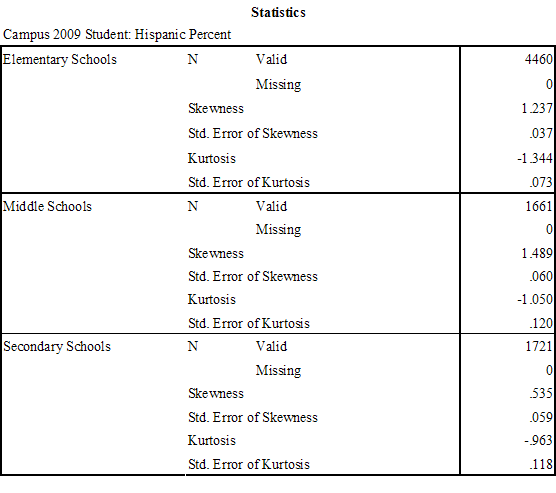 Statistics
Campus 2009 Student: Hispanic Percent
Elementary Schools N Valid 4460
Missing 0
Skewness 1.237
Std. Error of Skewness .037
Kurtosis -1.344
Std. Error of Kurtosis .073
Middle Schools N Valid 1661
Missing 0
Skewness 1.489
Std. Error of Skewness .060
Kurtosis -1.050
Std. Error of Kurtosis .120
Secondary Schools N Valid 1721
Missing 0
Skewness .535
Std. Error of Skewness .059
Kurtosis -.963
Std. Error of Kurtosis .118